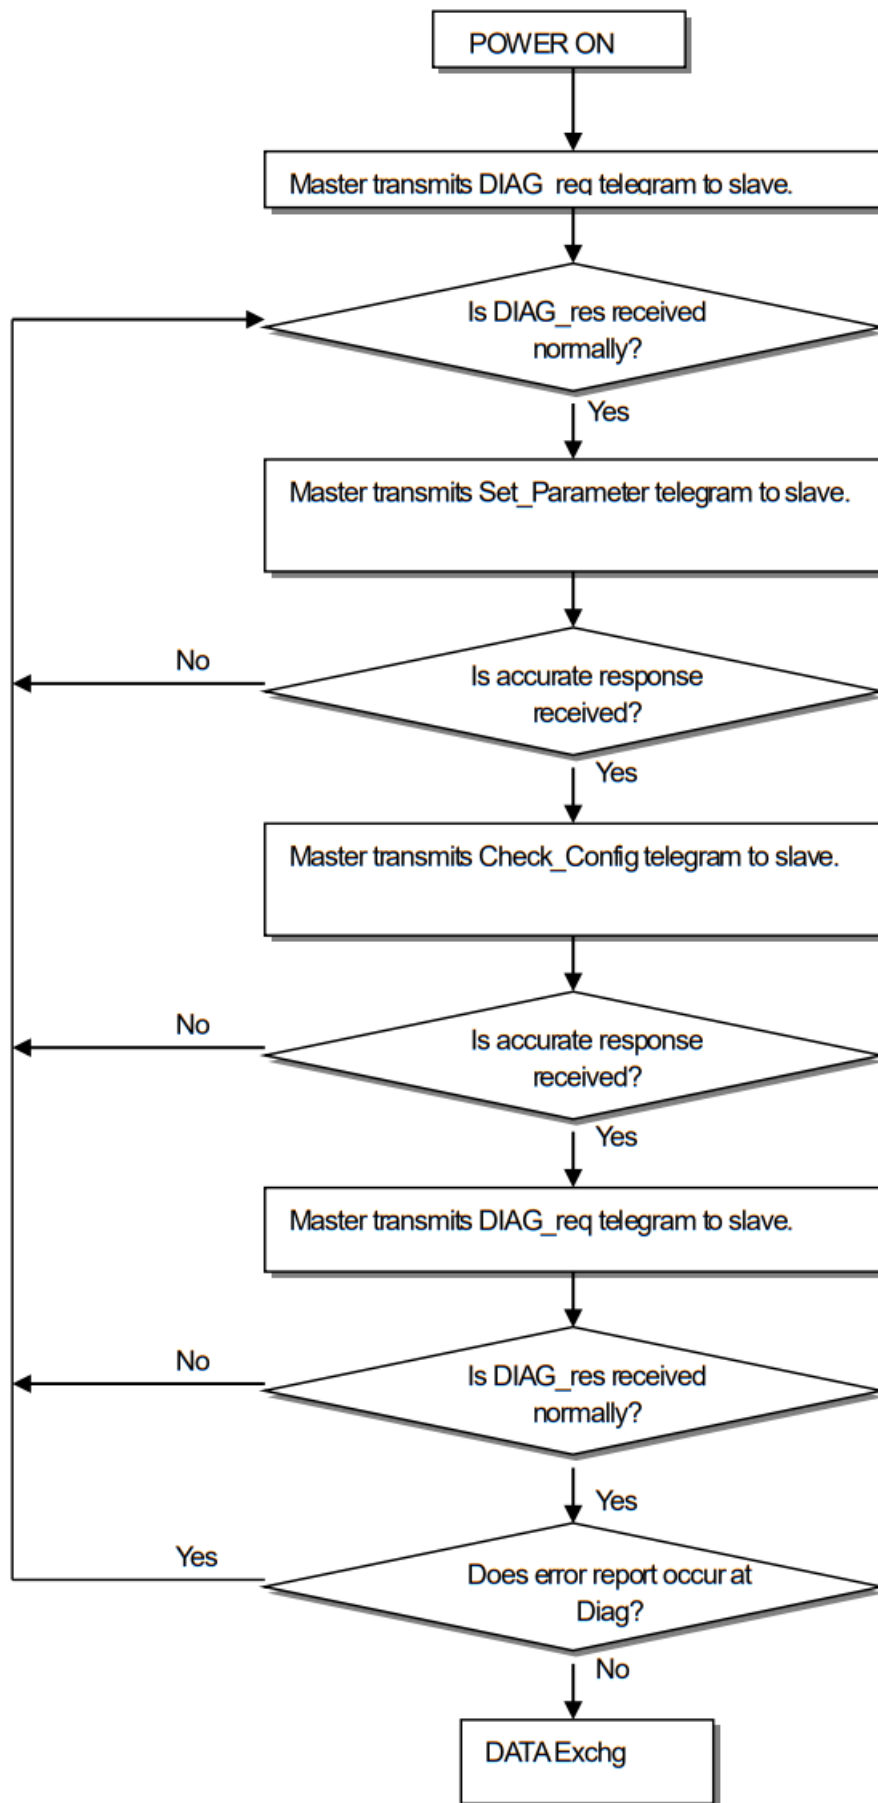 POWER ON
Master transmits DIAG_req telegram to slave.
Is DIAG_res received
normally?
Yes
Master transmits Set_Parameter telegram to slave.
No
Is accurate response
received?
Yes
Master transmits Check_Config telegram to slave.
No
Is accurate response
received?
Yes
Master transmits DIAG_req telegram to slave.
No
Is DIAG_res received
normally?
Yes
Yes
Does error report occur at
Diag?
No
DATA Exchg